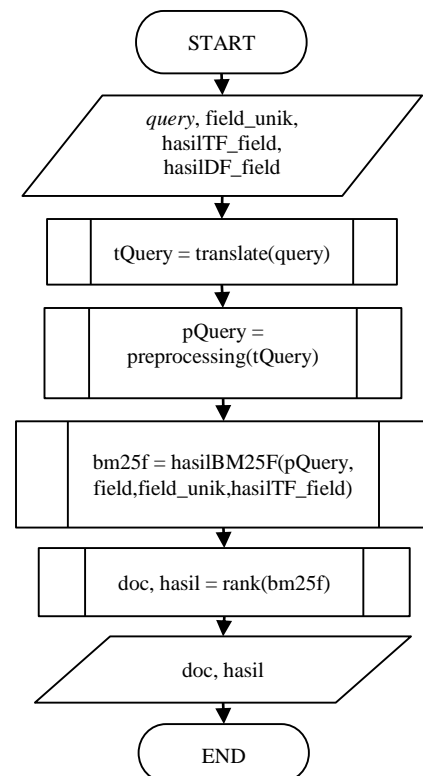 START
query, field_unik,
hasilTF_field,
hasilDF_field
tQuery = translate(query)
pQuery =
preprocessing(tQuery)
bm25f = hasilBM25F(pQuery,
field,field_unik,hasilTF_field)
doc, hasil = rank(bm25f)
doc, hasil
END